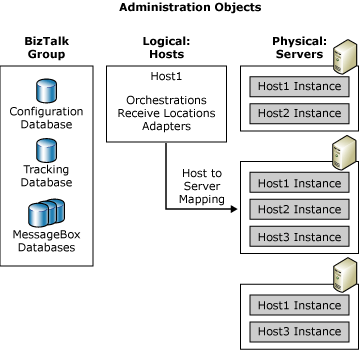 Administration Objects
BizTalk
Group
Configuration
Database
Tracking
Database
MessageBox
Databases
Logical:
Hosts
Host1
Orchestrations
Receive Locations
Adapters
Host to
Server
Mapping
Physical:
Servers
Host1 Instance
Host2 Instance
Host1 Instance
Host2 Instance
Host3 Instance
Host1 Instance
Host3 Instance